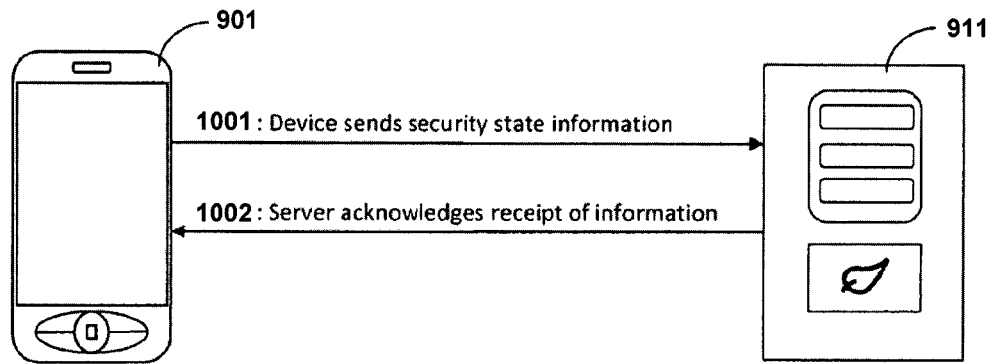 901
911
1001 : Device sends security state information
1002 : Server acknowledges receipt of information